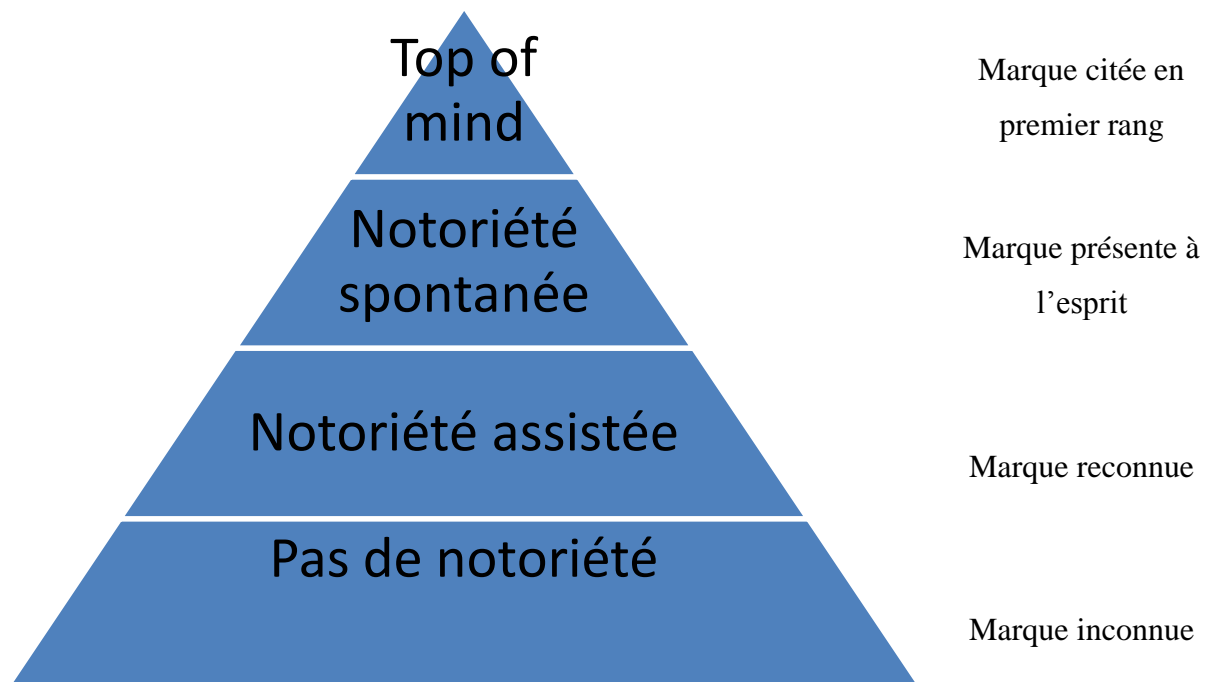 Top of
mind
Marque citée en
premier rang
Notoriété
spontanée
Marque présente à
l’esprit
Notoriété assistée
Marque reconnue
Pas de notoriété
Marque inconnue